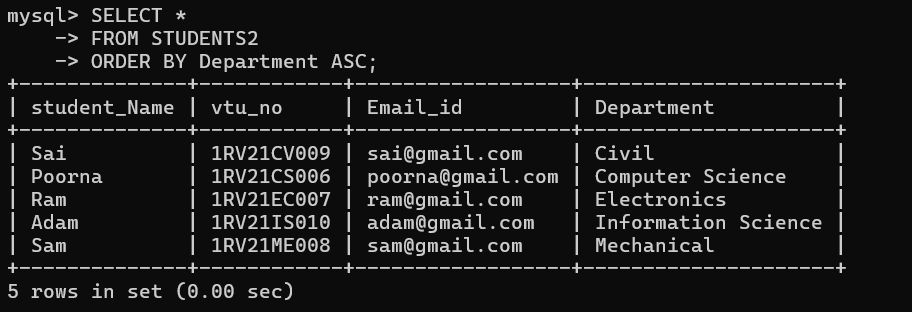 mysql> SELECT *
    -> FROM STUDENTS2
    -> ORDER BY Department ASC;
+--------------+------------+------------------+---------------------+
| student_Name | vtu_no     | Email_id         | Department          |
+--------------+------------+------------------+---------------------+
| Sai          | 1RV21CV009 | sai@gmail.com    | Civil               |
| Poorna       | 1RV21CS006 | poorna@gmail.com | Computer Science    |
| Ram          | 1RV21EC007 | ram@gmail.com    | Electronics         |
| Adam         | 1RV21IS010 | adam@gmail.com   | Information Science |
| Sam          | 1RV21ME008 | sam@gmail.com    | Mechanical          |
+--------------+------------+------------------+---------------------+
5 rows in set (0.00 sec)